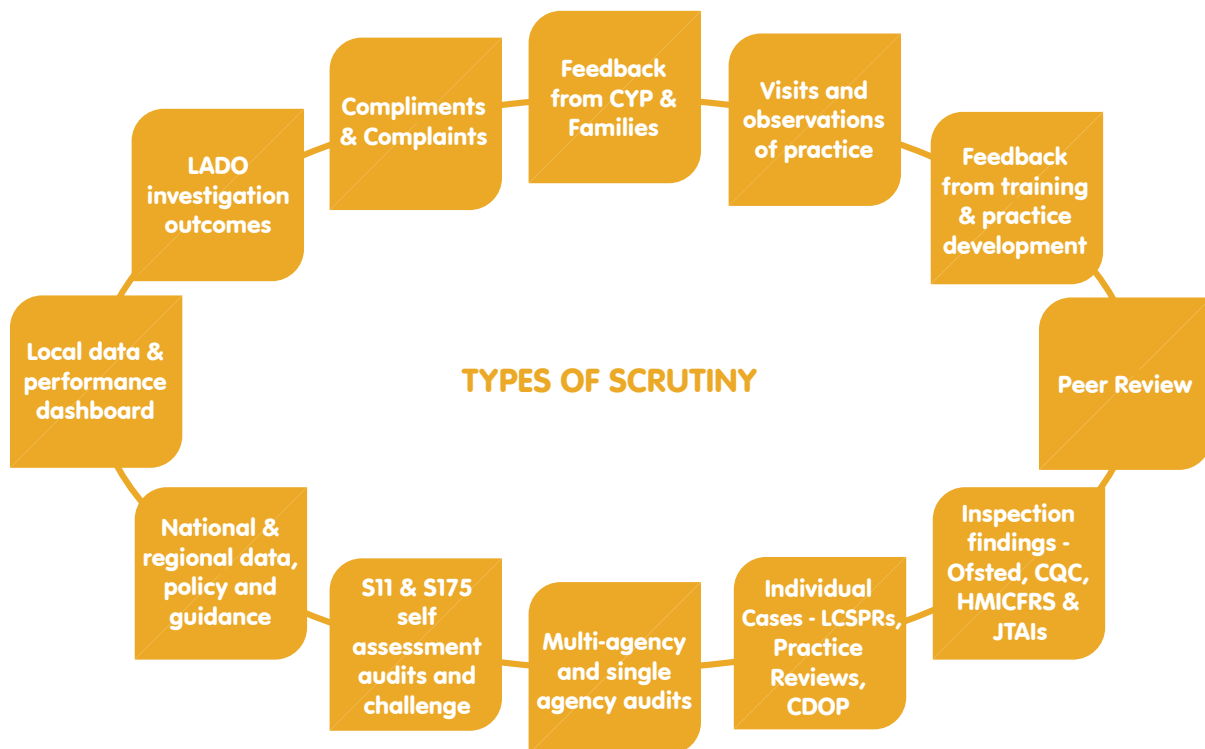 Feedback
from CYP &
Families
Visits and
observations
of practice
Feedback
from training
& practice
development
Peer Review
Inspection
findings -
Ofsted, CQC,
HMICFRS &
JTAIs
Individual
Cases - LCSPRs,
Practice
Reviews,
CDOP
Multi-agency
and single
agency audits
S11 & S175
self
assessment
audits and
challenge
National &
regional data,
policy and
guidance
Local data &
performance
dashboard
LADO
investigation
outcomes
Compliments
& Complaints
TYPES OF SCRUTINY